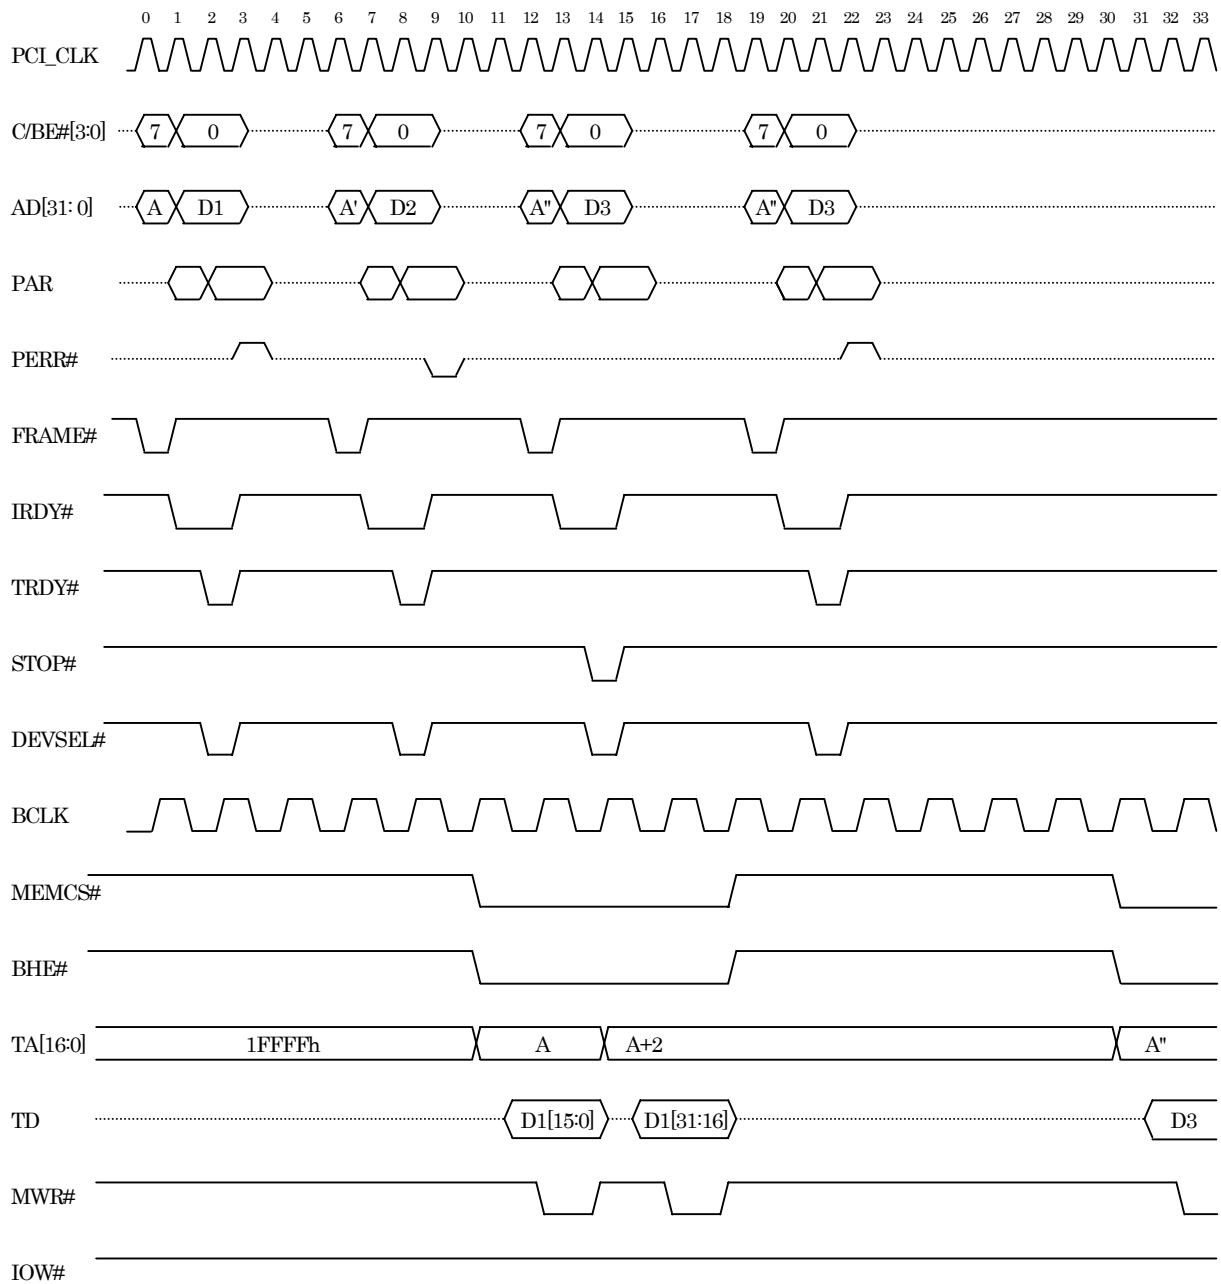 0 1 2 3 4 5 6 7 8 9 10 11 12 13 14 15 16 17 18 19 20 21 22 23 24 25 26 27 28 29 30 31 32 33
PCI_CLK
C/BE#[3:0] 7 0 7 0 7 0 7 0
AD[31:0] A D1 A' D2 A" D3 A" D3
PAR
PERR#
FRAME#
IRDY#
TRDY#
STOP#
DEVSEL#
BCLK
MEMCS#
BHE#
TA[16:0] 1FFFFh A A+2 A"
TD D1[15:0] D1[31:16] D3
MWR#
IOW#